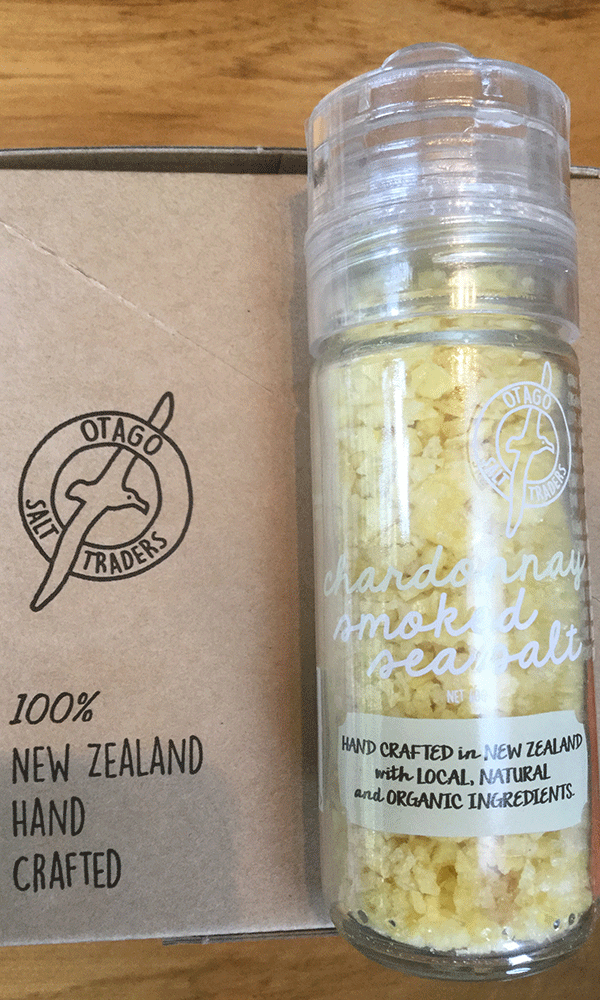 OTAGO
SALT TRADERS
100%
NEW ZEALAND
HAND
CRAFTED
OTAGO
SALT TRADERS
chardonnay
smoked
sea salt
NET
HAND CRAFTED in NEW ZEALAND
with LOCAL, NATURAL
and ORGANIC INGREDIENTS.